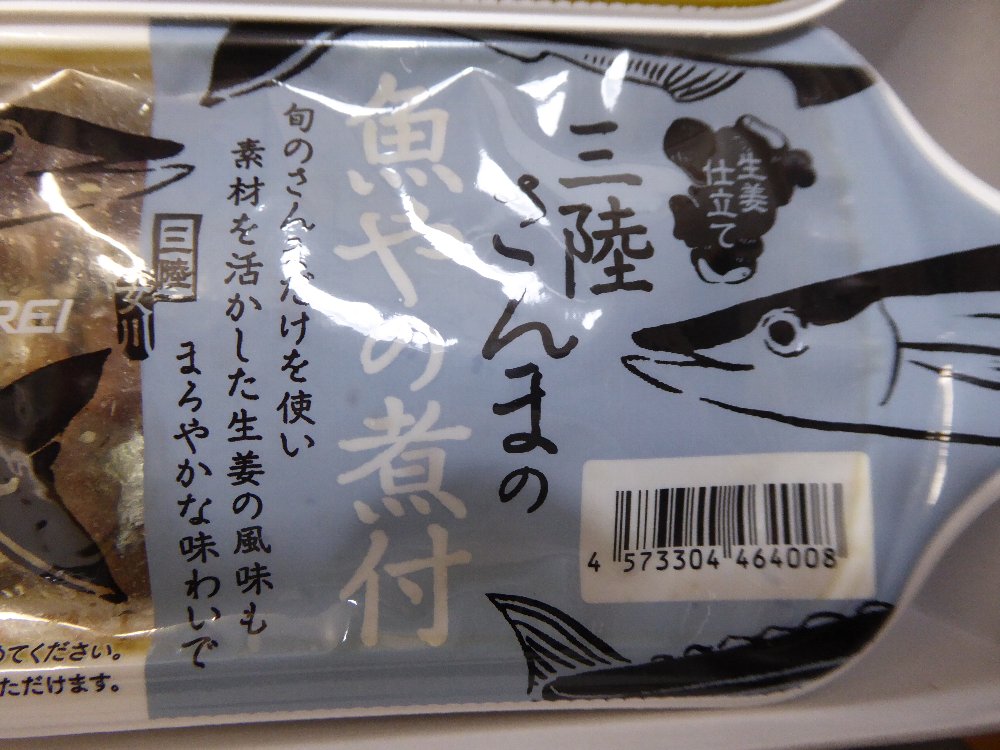 生姜
仕立て
三陸
さんまの
魚やの煮付
旬のさんまだけを使い
素材を活かした生姜の風味も
まろやかな味わいで
三陸
女川
REI
めてください。
ただけます。
4 573304 464008